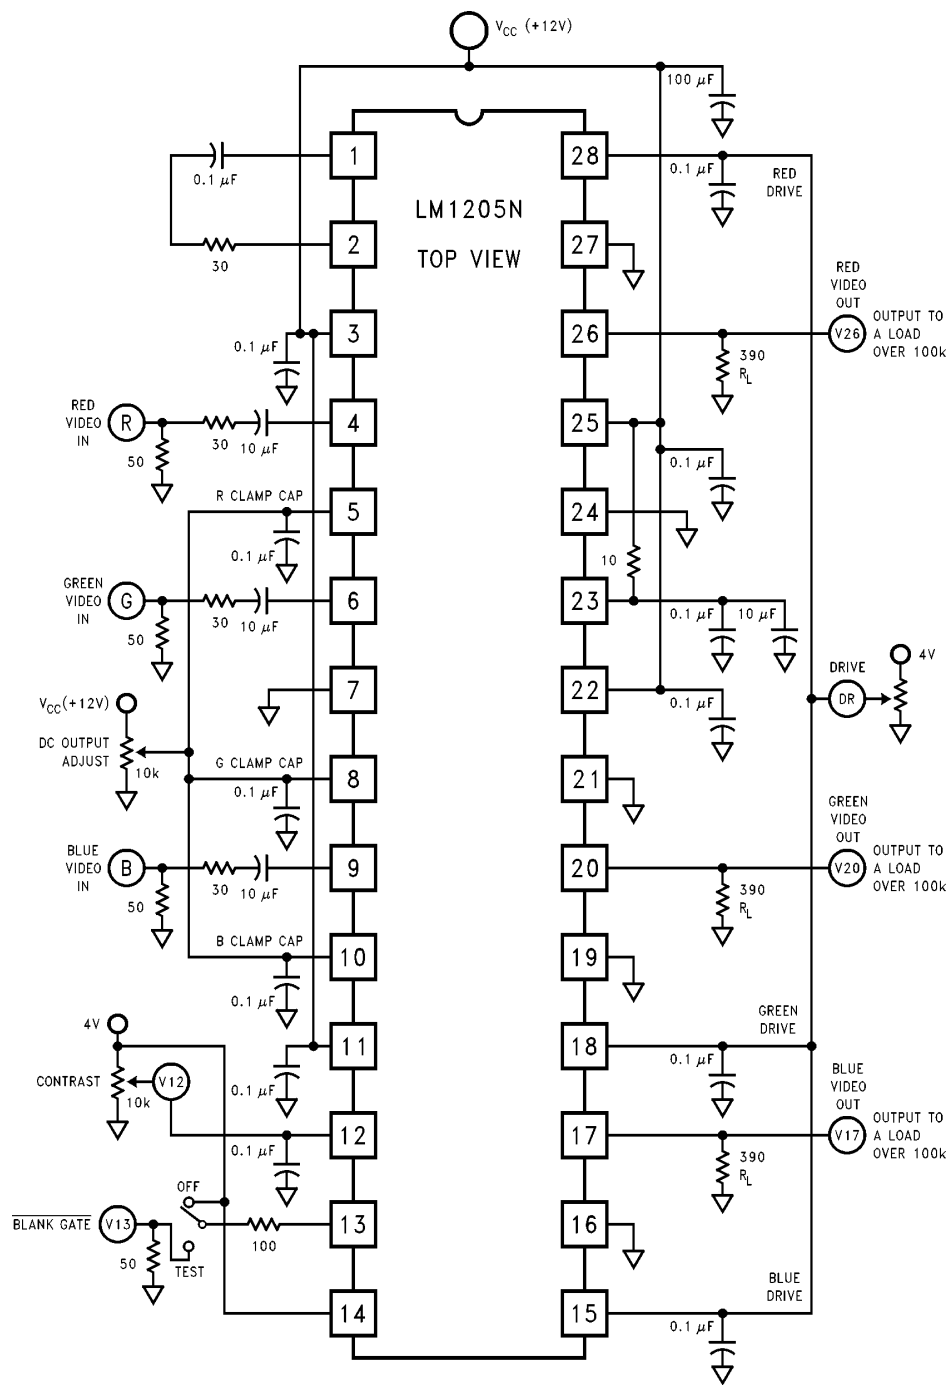 V_CC (+12V)
100 µF
1
28
0.1 µF
0.1 µF
RED
DRIVE
LM1205N
TOP VIEW
2
27
30
RED
VIDEO
OUT
3
26
V26
OUTPUT TO
A LOAD
OVER 100k
0.1 µF
390
R_L
RED
VIDEO
IN
R
30
10 µF
4
25
50
0.1 µF
R CLAMP CAP
5
24
0.1 µF
10
GREEN
VIDEO
IN
G
30
10 µF
6
23
0.1 µF
10 µF
50
4V
7
22
DRIVE
DR
0.1 µF
V_CC(+12V)
DC OUTPUT
ADJUST
10k
G CLAMP CAP
8
21
0.1 µF
GREEN
VIDEO
OUT
BLUE
VIDEO
IN
B
30
10 µF
9
20
V20
OUTPUT TO
A LOAD
OVER 100k
50
390
R_L
B CLAMP CAP
10
19
0.1 µF
4V
GREEN
DRIVE
11
18
0.1 µF
0.1 µF
CONTRAST
10k
V12
BLUE
VIDEO
OUT
12
17
V17
OUTPUT TO
A LOAD
OVER 100k
0.1 µF
390
R_L
OFF
BLANK GATE
V13
13
16
50
TEST
100
BLUE
DRIVE
14
15
0.1 µF